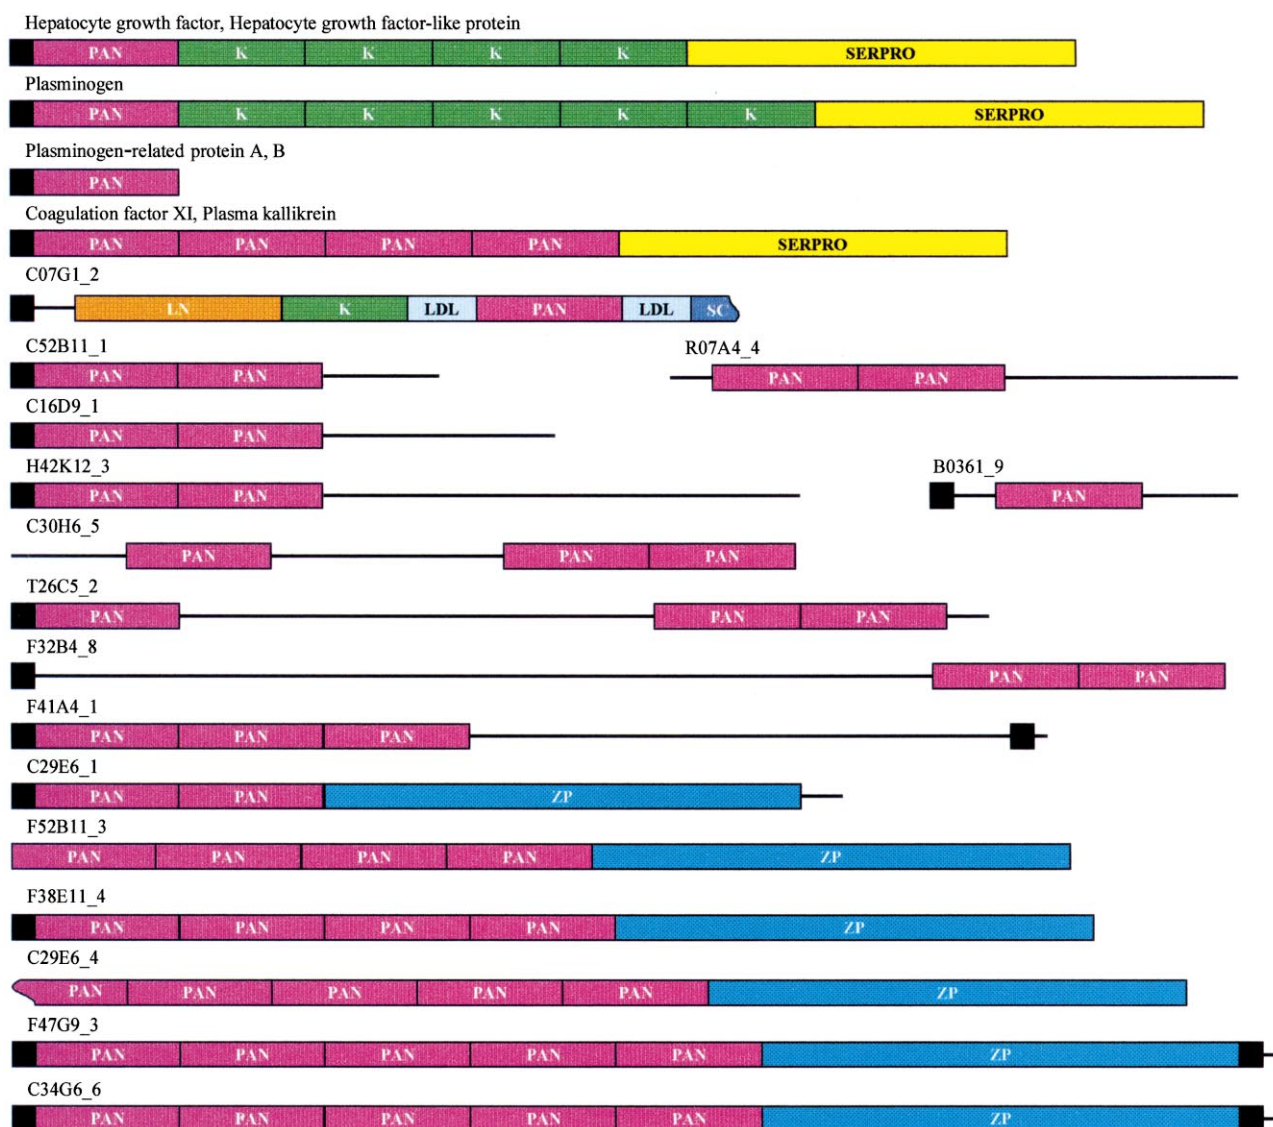 Hepatocyte growth factor, Hepatocyte growth factor-like protein
PAN K K K K SERPRO
Plasminogen
PAN K K K K K SERPRO
Plasminogen-related protein A, B
PAN
Coagulation factor XI, Plasma kallikrein
PAN PAN PAN PAN SERPRO
C07G1_2
LN K LDL PAN LDL SC
C52B11_1 R07A4_4
PAN PAN PAN PAN
C16D9_1
PAN PAN
H42K12_3 B0361_9
PAN PAN PAN
C30H6_5
PAN PAN PAN
T26C5_2
PAN PAN PAN
F32B4_8
PAN PAN
F41A4_1
PAN PAN PAN
C29E6_1
PAN PAN ZP
F52B11_3
PAN PAN PAN PAN ZP
F38E11_4
PAN PAN PAN PAN ZP
C29E6_4
PAN PAN PAN PAN PAN ZP
F47G9_3
PAN PAN PAN PAN PAN ZP
C34G6_6
PAN PAN PAN PAN PAN ZP